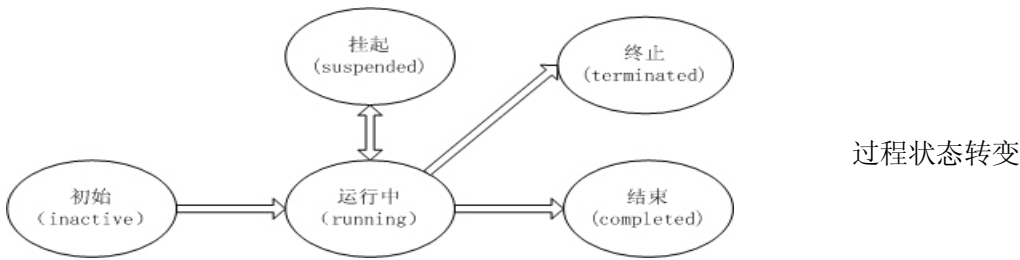 挂起
(suspended)
终止
(terminated)
过程状态转变
初始
（inactive）
运行中
(running)
结束
(completed)